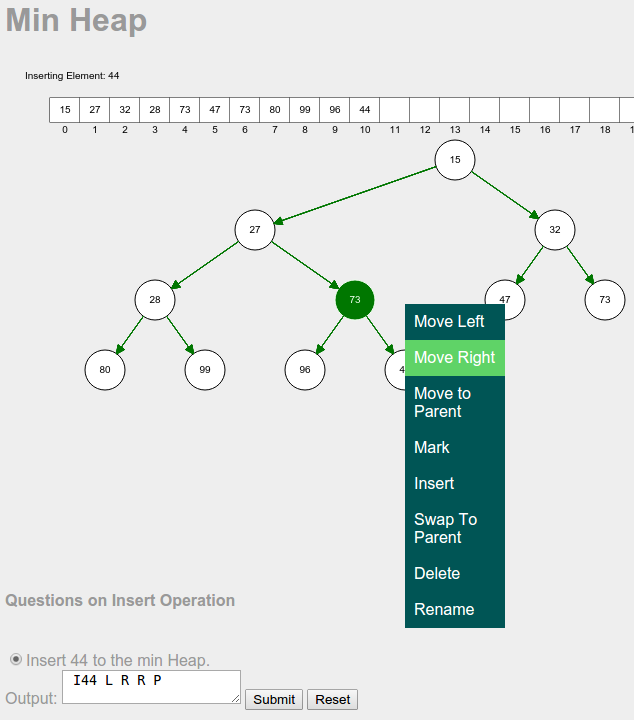 Min Heap
Inserting Element: 44
15 27 32 28 73 47 73 80 99 96 44
0 1 2 3 4 5 6 7 8 9 10 11 12 13 14 15 16 17 18 1
15
27 32
28 73 47 73
80 99 96 4
Move Left
Move Right
Move to
Parent
Mark
Insert
Swap To
Parent
Delete
Rename
Questions on Insert Operation
Insert 44 to the min Heap.
Output: I44 L R R P Submit Reset